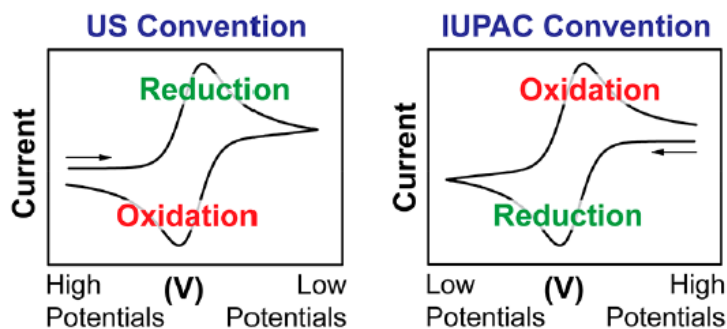 US Convention
Current
Reduction
Oxidation
High Potentials
(V)
Low Potentials
IUPAC Convention
Current
Oxidation
Reduction
Low Potentials
(V)
High Potentials